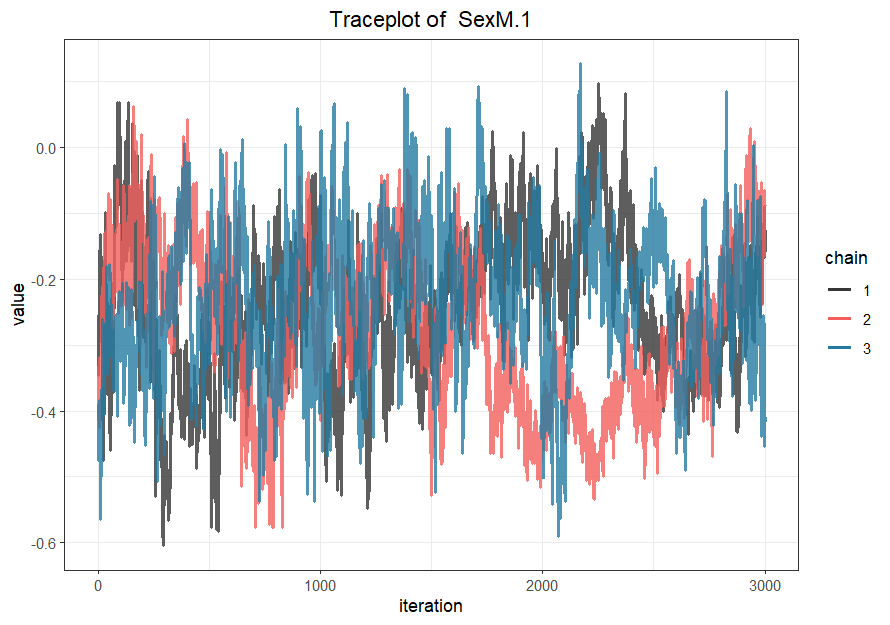 Traceplot of  SexM.1
value
0.0
-0.2
-0.4
-0.6
0
1000
2000
3000
iteration
chain
1
2
3